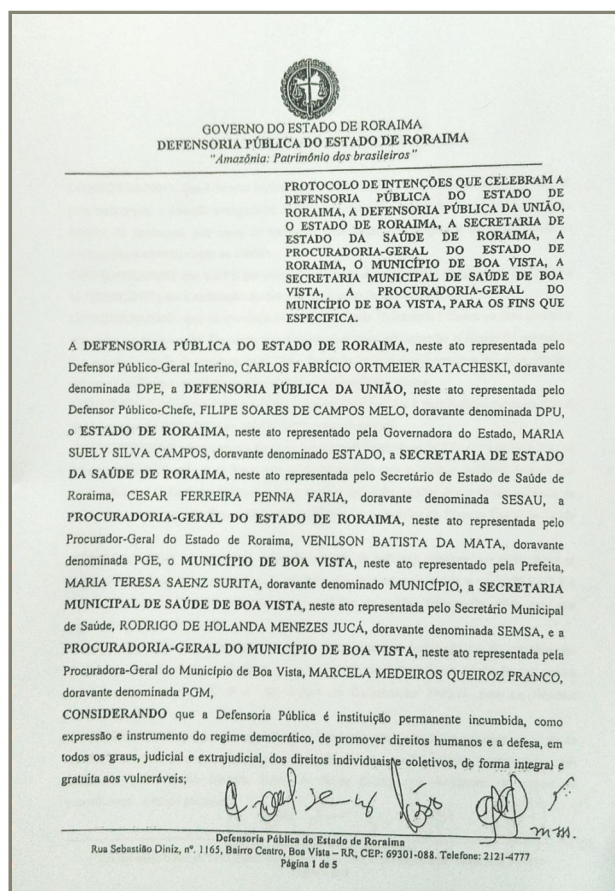 GOVERNO DO ESTADO DE RORAIMA
DEFENSORIA PÚBLICA DO ESTADO DE RORAIMA
"Amazônia: Patrimônio dos brasileiros"
PROTOCOLO DE INTENÇÕES QUE CELEBRAM A
DEFENSORIA PÚBLICA DO ESTADO DE
RORAIMA, A DEFENSORIA PÚBLICA DA UNIÃO,
O ESTADO DE RORAIMA, A SECRETARIA DE
ESTADO DA SAÚDE DE RORAIMA, A
PROCURADORIA-GERAL DO ESTADO DE
RORAIMA, O MUNICÍPIO DE BOA VISTA, A
SECRETARIA MUNICIPAL DE SAÚDE DE BOA
VISTA, A PROCURADORIA-GERAL DO
MUNICÍPIO DE BOA VISTA, PARA OS FINS QUE
ESPECIFICA.
A DEFENSORIA PÚBLICA DO ESTADO DE RORAIMA, neste ato representada pelo
Defensor Público-Geral Interino, CARLOS FABRÍCIO ORTMEIER RATACHESKI, doravante
denominada DPE, a DEFENSORIA PÚBLICA DA UNIÃO, neste ato representada pelo
Defensor Público-Chefe, FILIPE SOARES DE CAMPOS MELO, doravante denominada DPU,
o ESTADO DE RORAIMA, neste ato representado pela Governadora do Estado, MARIA
SUELY SILVA CAMPOS, doravante denominado ESTADO, a SECRETARIA DE ESTADO
DA SAÚDE DE RORAIMA, neste ato representada pelo Secretário de Estado de Saúde de
Roraima, CESAR FERREIRA PENNA FARIA, doravante denominada SESAU, a
PROCURADORIA-GERAL DO ESTADO DE RORAIMA, neste ato representada pelo
Procurador-Geral do Estado de Roraima, VENILSON BATISTA DA MATA, doravante
denominada PGE, o MUNICÍPIO DE BOA VISTA, neste ato representado pela Prefeita,
MARIA TERESA SAENZ SURITA, doravante denominado MUNICÍPIO, a SECRETARIA
MUNICIPAL DE SAÚDE DE BOA VISTA, neste ato representada pelo Secretário Municipal
de Saúde, RODRIGO DE HOLANDA MENEZES JUCÁ, doravante denominada SEMSA, e a
PROCURADORIA-GERAL DO MUNICÍPIO DE BOA VISTA, neste ato representada pela
Procuradora-Geral do Município de Boa Vista, MARCELA MEDEIROS QUEIROZ FRANCO,
doravante denominada PGM,
CONSIDERANDO que a Defensoria Pública é instituição permanente incumbida, como
expressão e instrumento do regime democrático, de promover direitos humanos e a defesa, em
todos os graus, judicial e extrajudicial, dos direitos individuais e coletivos, de forma integral e
gratuita aos vulneráveis;
Defensoria Pública do Estado de Roraima
Rua Sebastião Diniz, nº. 1165, Bairro Centro, Boa Vista – RR, CEP: 69301-088. Telefone: 2121-4777
Página 1 de 5